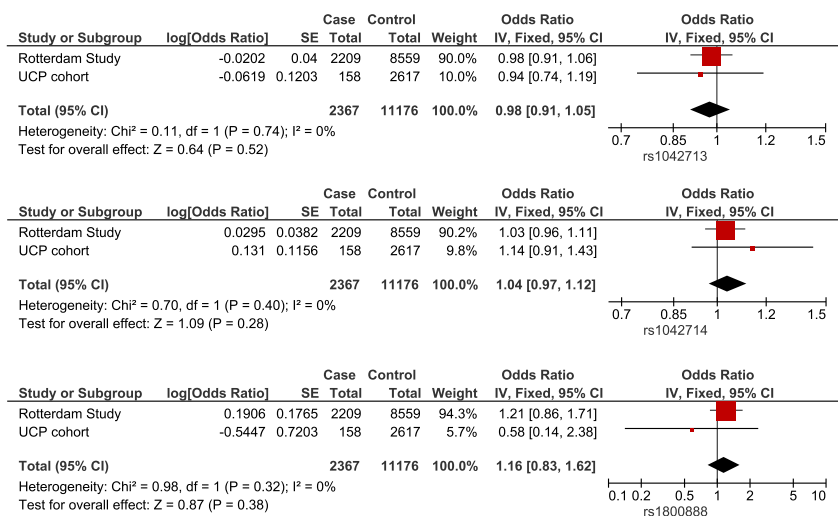 Case Control Odds Ratio Odds Ratio
Study or Subgroup log[Odds Ratio] SE Total Total Weight IV, Fixed, 95% CI IV, Fixed, 95% CI
Rotterdam Study -0.0202 0.04 2209 8559 90.0% 0.98 [0.91, 1.06]
UCP cohort -0.0619 0.1203 158 2617 10.0% 0.94 [0.74, 1.19]
Total (95% CI) 2367 11176 100.0% 0.98 [0.91, 1.05]
Heterogeneity: Chi² = 0.11, df = 1 (P = 0.74); I² = 0%
Test for overall effect: Z = 0.64 (P = 0.52)
0.7 0.85 1 1.2 1.5
rs1042713
Case Control Odds Ratio Odds Ratio
Study or Subgroup log[Odds Ratio] SE Total Total Weight IV, Fixed, 95% CI IV, Fixed, 95% CI
Rotterdam Study 0.0295 0.0382 2209 8559 90.2% 1.03 [0.96, 1.11]
UCP cohort 0.131 0.1156 158 2617 9.8% 1.14 [0.91, 1.43]
Total (95% CI) 2367 11176 100.0% 1.04 [0.97, 1.12]
Heterogeneity: Chi² = 0.70, df = 1 (P = 0.40); I² = 0%
Test for overall effect: Z = 1.09 (P = 0.28)
0.7 0.85 1 1.2 1.5
rs1042714
Case Control Odds Ratio Odds Ratio
Study or Subgroup log[Odds Ratio] SE Total Total Weight IV, Fixed, 95% CI IV, Fixed, 95% CI
Rotterdam Study 0.1906 0.1765 2209 8559 94.3% 1.21 [0.86, 1.71]
UCP cohort -0.5447 0.7203 158 2617 5.7% 0.58 [0.14, 2.38]
Total (95% CI) 2367 11176 100.0% 1.16 [0.83, 1.62]
Heterogeneity: Chi² = 0.98, df = 1 (P = 0.32); I² = 0%
Test for overall effect: Z = 0.87 (P = 0.38)
0.1 0.2 0.5 1 2 5 10
rs1800888